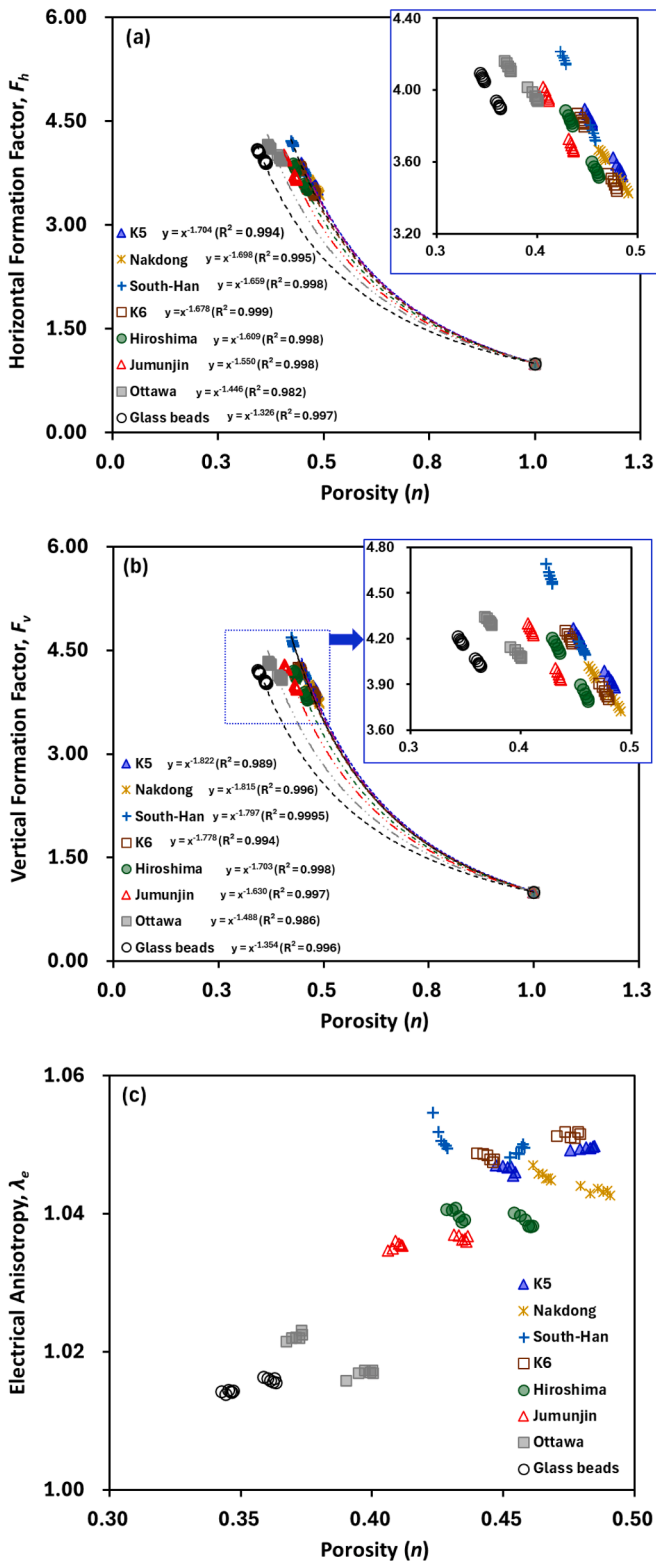 (a)
Horizontal Formation Factor, F_h
6.00
4.50
3.00
1.50
0.00
0.0
0.3
0.5
0.8
1.0
1.3
Porosity (n)
K5 y = x^-1.704 (R² = 0.994)
Nakdong y = x^-1.698 (R² = 0.995)
South-Han y = x^-1.659 (R² = 0.998)
K6 y = x^-1.678 (R² = 0.999)
Hiroshima y = x^-1.609 (R² = 0.998)
Jumunjin y = x^-1.550 (R² = 0.998)
Ottawa y = x^-1.446 (R² = 0.982)
Glass beads y = x^-1.326 (R² = 0.997)
4.40
4.00
3.60
3.20
0.3
0.4
0.5
(b)
Vertical Formation Factor, F_v
6.00
4.50
3.00
1.50
0.00
0.0
0.3
0.5
0.8
1.0
1.3
Porosity (n)
K5 y = x^-1.822 (R² = 0.989)
Nakdong y = x^-1.815 (R² = 0.996)
South-Han y = x^-1.797 (R² = 0.9995)
K6 y = x^-1.778 (R² = 0.994)
Hiroshima y = x^-1.703 (R² = 0.998)
Jumunjin y = x^-1.630 (R² = 0.997)
Ottawa y = x^-1.488 (R² = 0.986)
Glass beads y = x^-1.354 (R² = 0.996)
4.80
4.40
4.20
3.90
3.60
0.3
0.4
0.5
(c)
Electrical Anisotropy, λ_e
1.06
1.04
1.02
1.00
0.30
0.35
0.40
0.45
0.50
Porosity (n)
K5
Nakdong
South-Han
K6
Hiroshima
Jumunjin
Ottawa
Glass beads